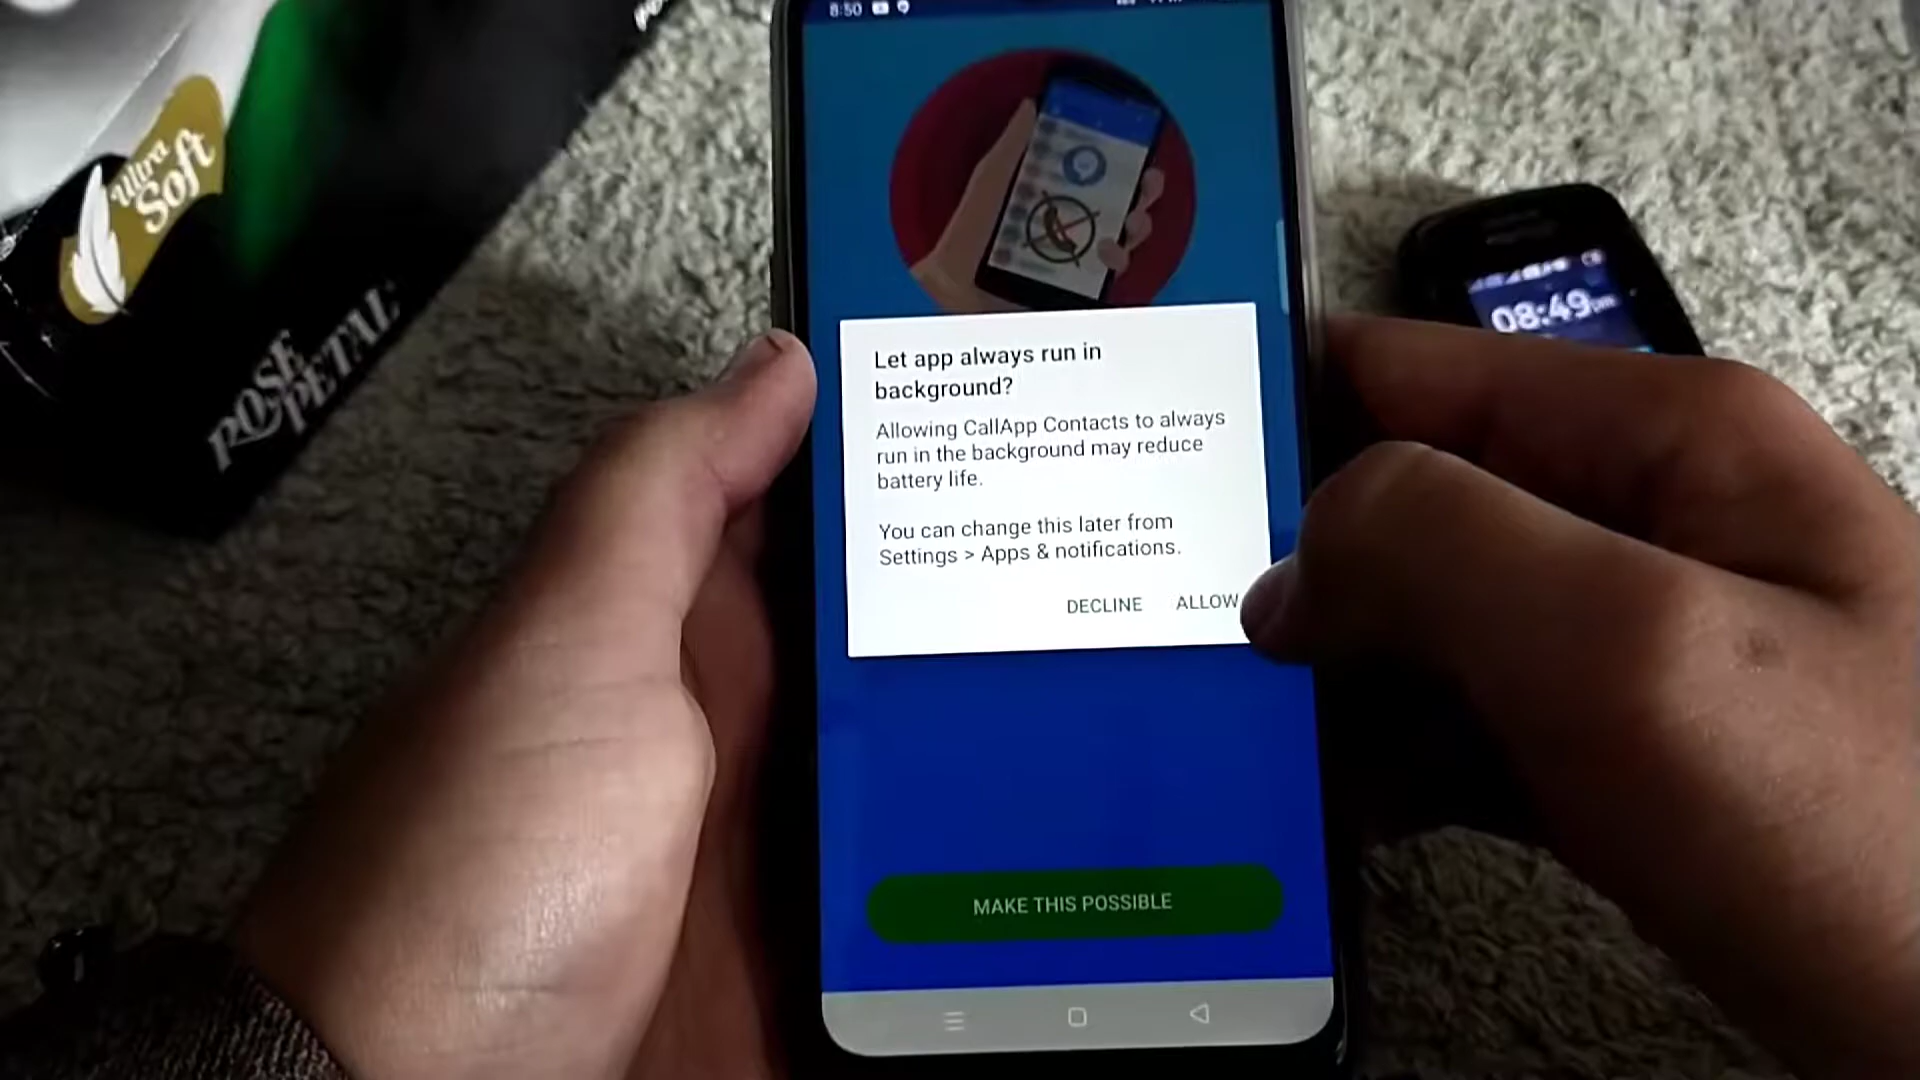 8:50
Ultra
Soft
ROSE
PETAL
08:49
Let app always run in
background?
Allowing CallApp Contacts to always
run in the background may reduce
battery life.
You can change this later from
Settings > Apps & notifications.
DECLINE ALLOW
MAKE THIS POSSIBLE